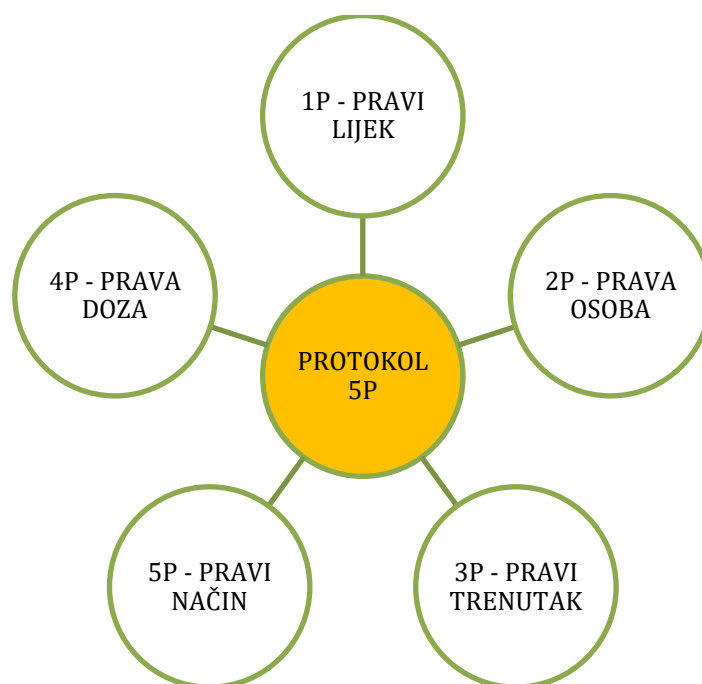 1P - PRAVI
LIJEK
2P - PRAVA
OSOBA
3P - PRAVI
TRENUTAK
5P - PRAVI
NAČIN
4P - PRAVA
DOZA
PROTOKOL
5P